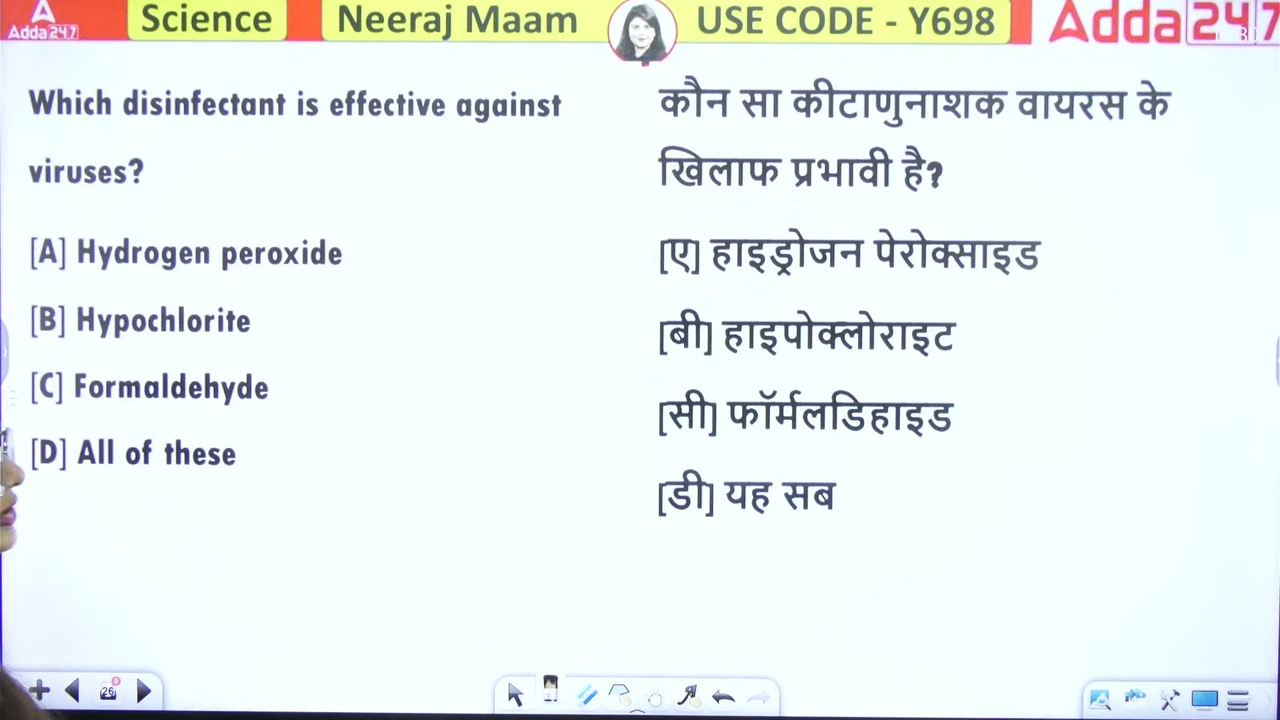 Adda247
Science
Neeraj Maam
USE CODE - Y698
Adda247
Which disinfectant is effective against
viruses?
[A] Hydrogen peroxide
[B] Hypochlorite
[C] Formaldehyde
[D] All of these
कौन सा कीटाणुनाशक वायरस के
खिलाफ प्रभावी है?
[ए] हाइड्रोजन पेरोक्साइड
[बी] हाइपोक्लोराइट
[सी] फॉर्मलडिहाइड
[डी] यह सब
26